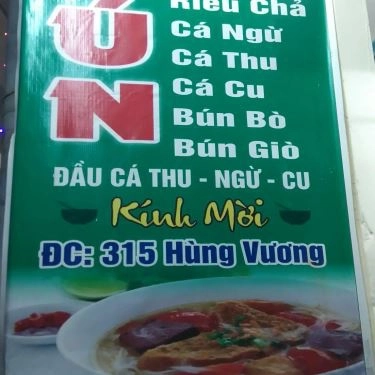 ÚN
Riêu Chả
Cá Ngừ
Cá Thu
Cá Cu
Bún Bò
Bún Giò
ĐẦU CÁ THU - NGỪ - CU
Kính Mời
ĐC: 315 Hùng Vương